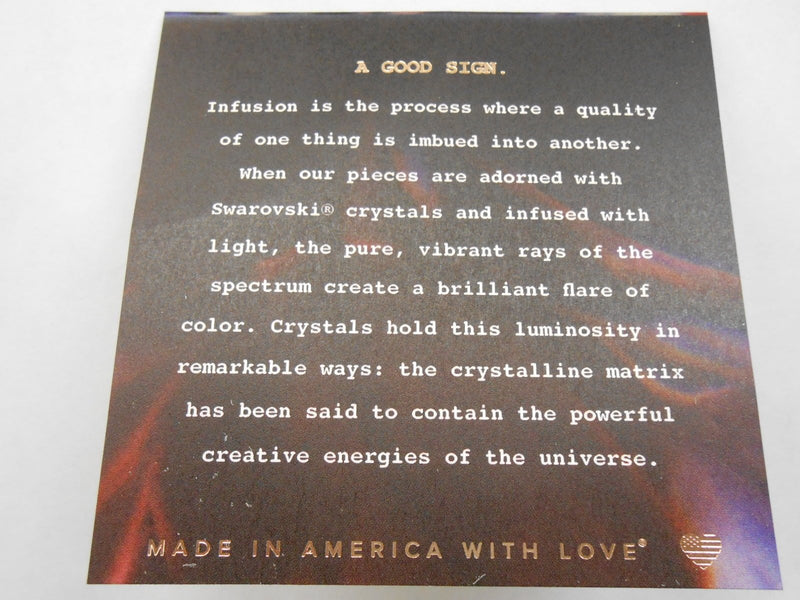 A GOOD SIGN.
Infusion is the process where a quality
of one thing is imbued into another.
When our pieces are adorned with
Swarovski® crystals and infused with
light, the pure, vibrant rays of the
spectrum create a brilliant flare of
color. Crystals hold this luminosity in
remarkable ways: the crystalline matrix
has been said to contain the powerful
creative energies of the universe.
MADE IN AMERICA WITH LOVE®